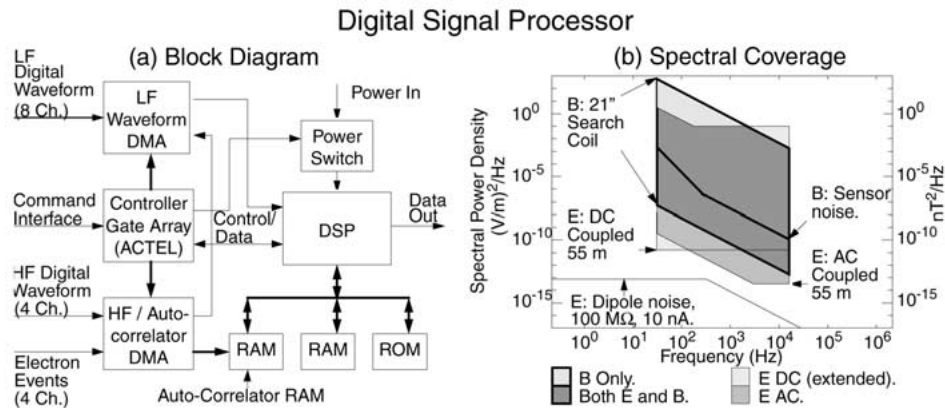 Digital Signal Processor
(a) Block Diagram
LF
Digital
Waveform
(8 Ch.)
Command
Interface
HF Digital
Waveform
(4 Ch.)
Electron
Events
(4 Ch.)
LF
Waveform
DMA
Controller
Gate Array
(ACTEL)
HF / Auto-
correlator
DMA
Power In
Power
Switch
Control/
Data
DSP
Data
Out
RAM
RAM
ROM
Auto-Correlator RAM
(b) Spectral Coverage
Spectral Power Density
(V/m)²/Hz
10⁰
10⁻⁵
10⁻¹⁰
10⁻¹⁵
B: 21"
Search
Coil
E: DC
Coupled
55 m
E: Dipole noise,
100 MΩ, 10 nA.
10⁰
10⁻⁵
10⁻¹⁰
10⁻¹⁵
nT²/Hz
B: Sensor
noise.
E: AC
Coupled
55 m
10⁰ 10¹ 10² 10³ 10⁴ 10⁵ 10⁶
Frequency (Hz)
B Only.
Both E and B.
E DC (extended).
E AC.